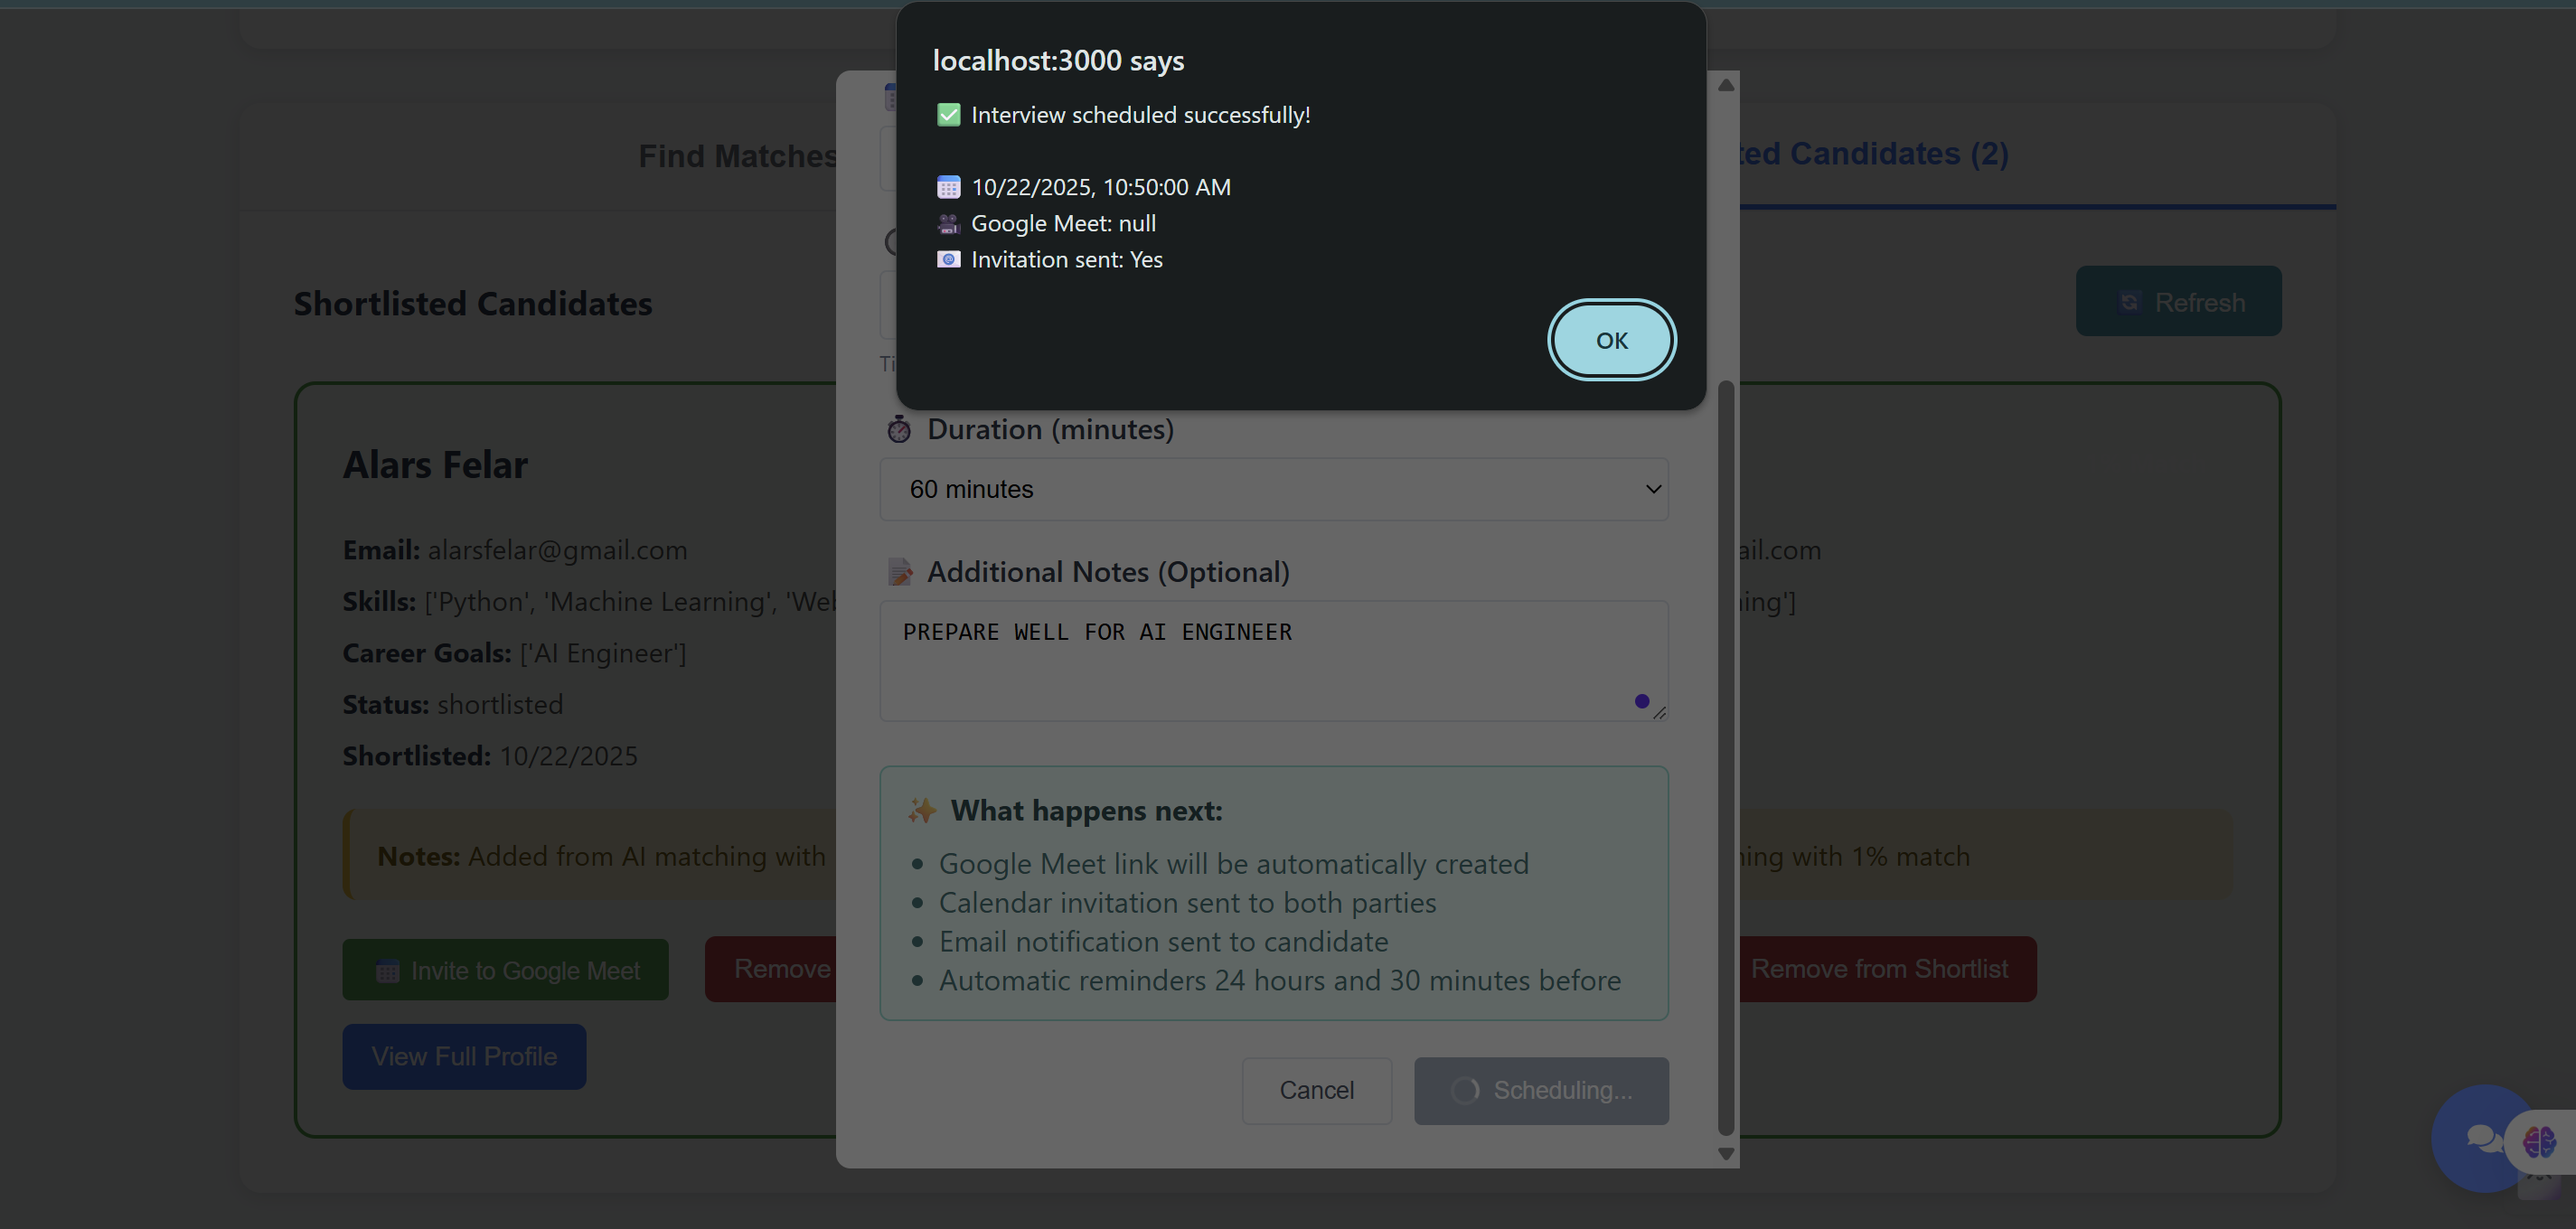 localhost:3000 says
✅ Interview scheduled successfully!
📅 10/22/2025, 10:50:00 AM
🎥 Google Meet: null
📧 Invitation sent: Yes
OK
Find Matches
ted Candidates (2)
Shortlisted Candidates
Refresh
Alars Felar
Email: alarsfelar@gmail.com
Skills: ['Python', 'Machine Learning', 'Web
Career Goals: ['AI Engineer']
Status: shortlisted
Shortlisted: 10/22/2025
Notes: Added from AI matching with
Invite to Google Meet
Remove
View Full Profile
Ti
Duration (minutes)
60 minutes
Additional Notes (Optional)
PREPARE WELL FOR AI ENGINEER
✨ What happens next:
• Google Meet link will be automatically created
• Calendar invitation sent to both parties
• Email notification sent to candidate
• Automatic reminders 24 hours and 30 minutes before
Cancel
Scheduling...
ail.com
ing']
ing with 1% match
Remove from Shortlist